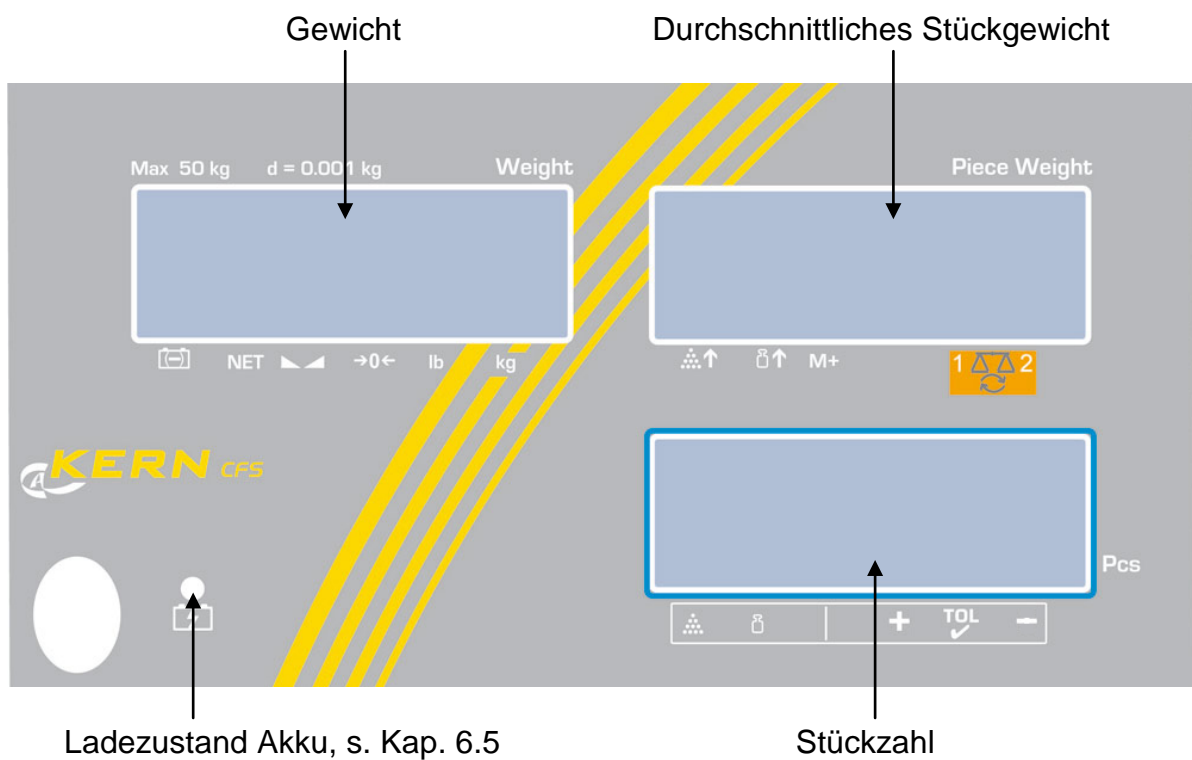 Gewicht
Durchschnittliches Stückgewicht
Max 50 kg d = 0.001 kg Weight
Piece Weight
NET →0← lb kg
M+
1 2
KERN CFS
Pcs
+ TOL -
Ladezustand Akku, s. Kap. 6.5
Stückzahl